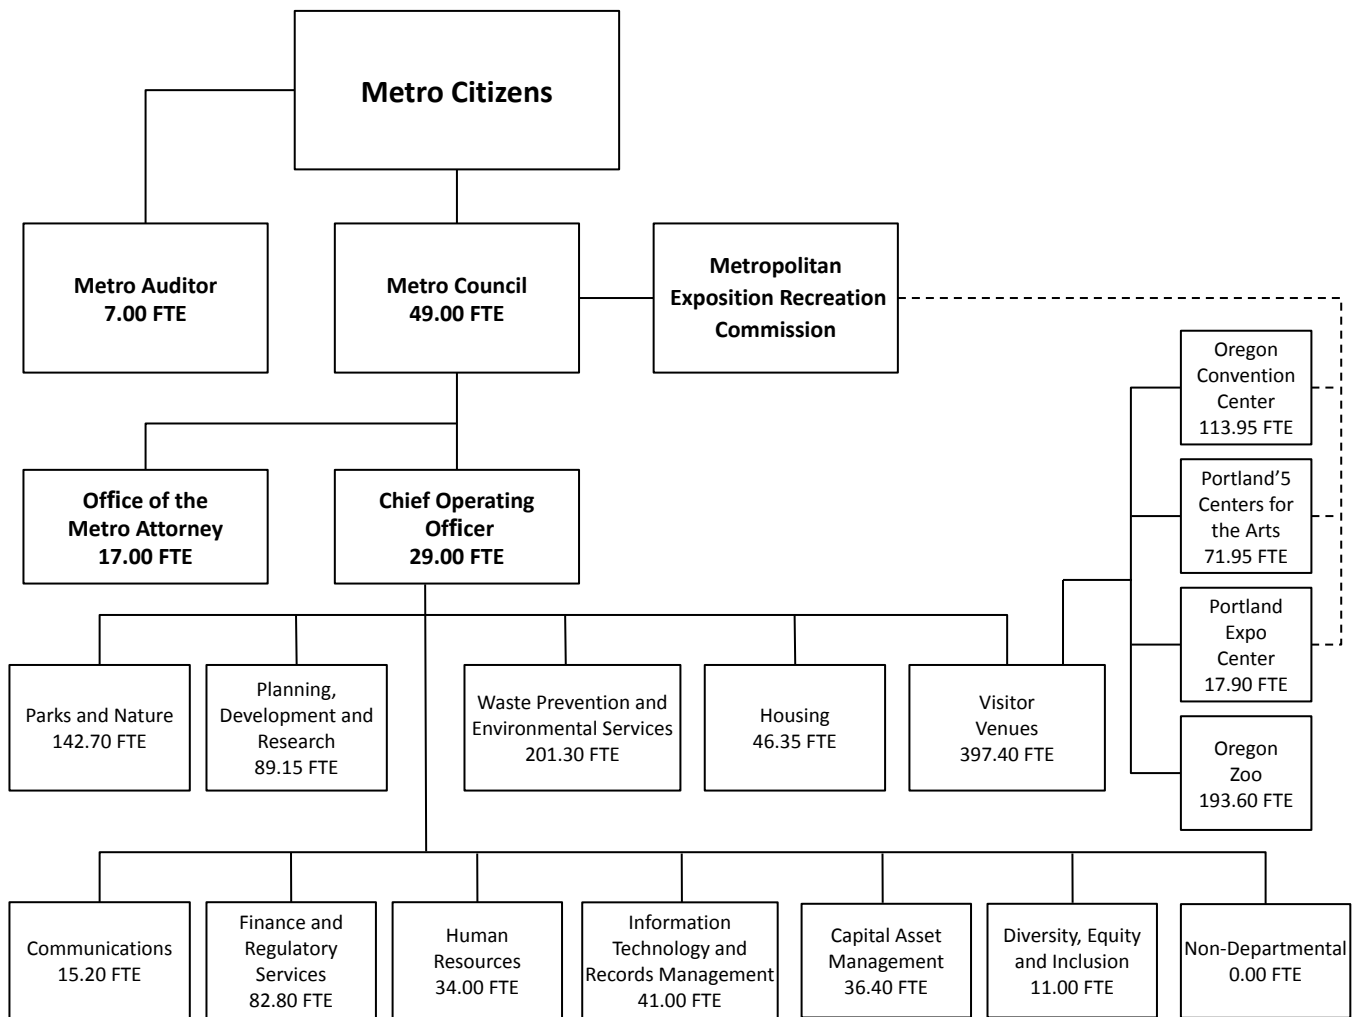 Metro Citizens
Metro Auditor
7.00 FTE
Metro Council
49.00 FTE
Metropolitan
Exposition Recreation
Commission
Oregon
Convention
Center
113.95 FTE
Office of the
Metro Attorney
17.00 FTE
Chief Operating
Officer
29.00 FTE
Portland’5
Centers for
the Arts
71.95 FTE
Portland
Expo
Center
17.90 FTE
Oregon
Zoo
193.60 FTE
Parks and Nature
142.70 FTE
Planning,
Development and
Research
89.15 FTE
Waste Prevention and
Environmental Services
201.30 FTE
Housing
46.35 FTE
Visitor
Venues
397.40 FTE
Communications
15.20 FTE
Finance and
Regulatory
Services
82.80 FTE
Human
Resources
34.00 FTE
Information
Technology and
Records Management
41.00 FTE
Capital Asset
Management
36.40 FTE
Diversity, Equity
and Inclusion
11.00 FTE
Non-Departmental
0.00 FTE